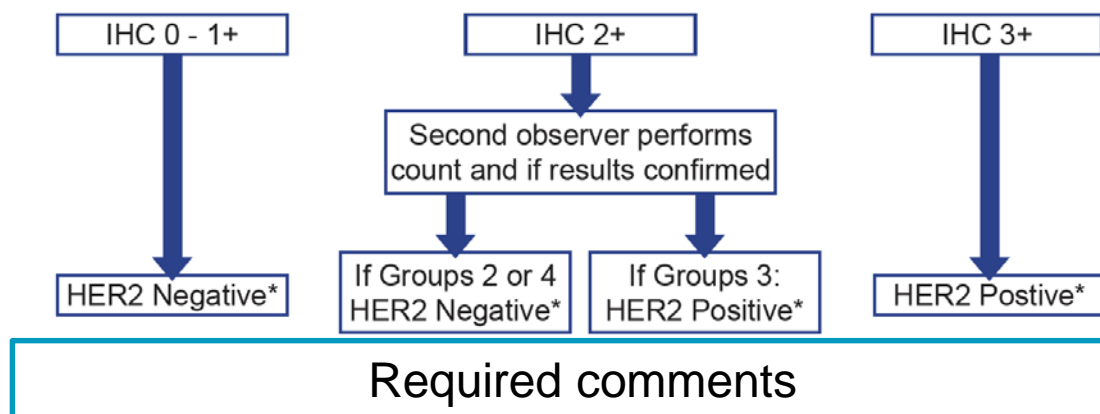 IHC 0 - 1+
IHC 2+
IHC 3+
Second observer performs
count and if results confirmed
HER2 Negative*
If Groups 2 or 4
HER2 Negative*
If Groups 3:
HER2 Positive*
HER2 Postive*
Required comments